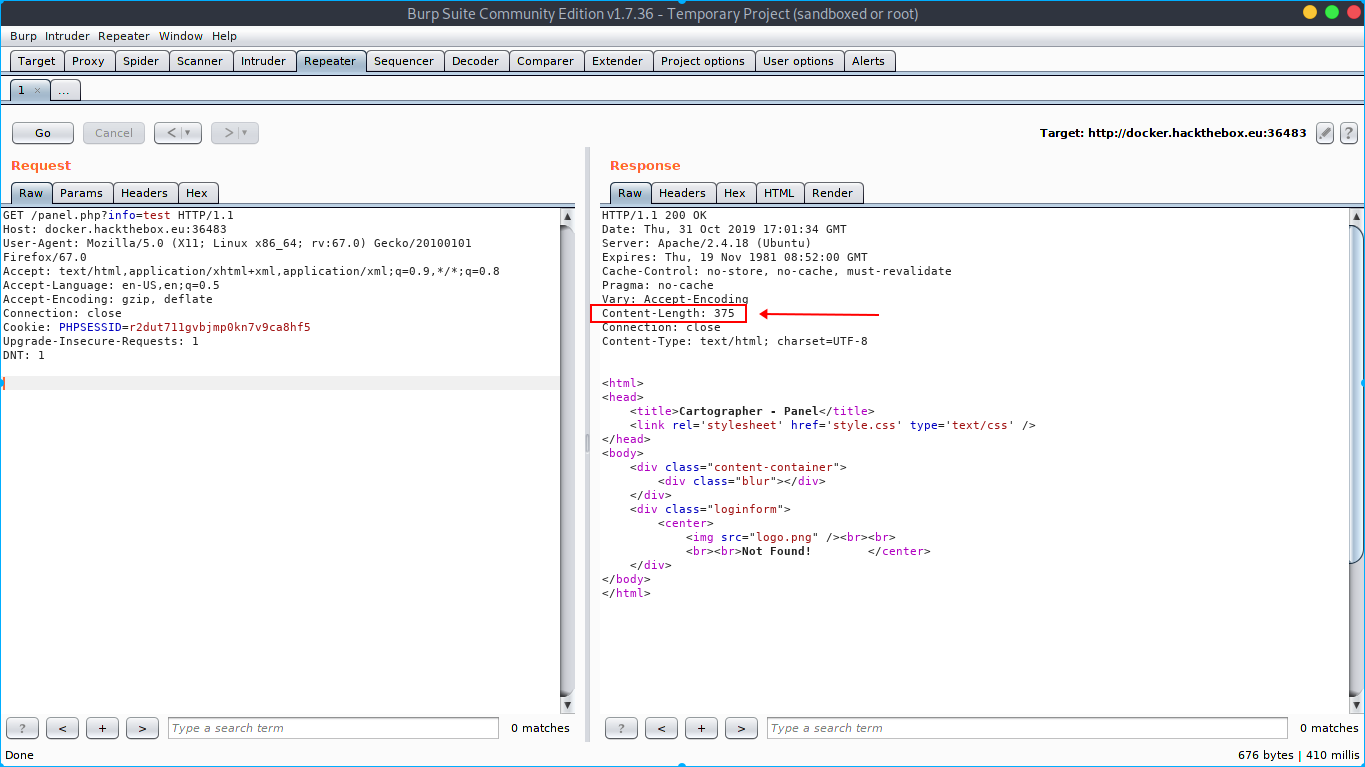 Burp Suite Community Edition v1.7.36 - Temporary Project (sandboxed or root)
Burp Intruder Repeater Window Help
Target Proxy Spider Scanner Intruder Repeater Sequencer Decoder Comparer Extender Project options User options Alerts
1 × ...
Go Cancel < > Target: http://docker.hackthebox.eu:36483 ?
Request
Raw Params Headers Hex
GET /panel.php?info=test HTTP/1.1
Host: docker.hackthebox.eu:36483
User-Agent: Mozilla/5.0 (X11; Linux x86_64; rv:67.0) Gecko/20100101
Firefox/67.0
Accept: text/html,application/xhtml+xml,application/xml;q=0.9,*/*;q=0.8
Accept-Language: en-US,en;q=0.5
Accept-Encoding: gzip, deflate
Connection: close
Cookie: PHPSESSID=r2dut711gvbjmp0kn7v9ca8hf5
Upgrade-Insecure-Requests: 1
DNT: 1
? < + > Type a search term 0 matches
Response
Raw Headers Hex HTML Render
HTTP/1.1 200 OK
Date: Thu, 31 Oct 2019 17:01:34 GMT
Server: Apache/2.4.18 (Ubuntu)
Expires: Thu, 19 Nov 1981 08:52:00 GMT
Cache-Control: no-store, no-cache, must-revalidate
Pragma: no-cache
Vary: Accept-Encoding
Content-Length: 375
Connection: close
Content-Type: text/html; charset=UTF-8
<html>
<head>
    <title>Cartographer - Panel</title>
    <link rel='stylesheet' href='style.css' type='text/css' />
</head>
<body>
    <div class="content-container">
        <div class="blur"></div>
    </div>
    <div class="loginform">
        <center>
            <img src="logo.png" /><br><br>
            <br><br>Not Found!        </center>
    </div>
</body>
</html>
? < + > Type a search term 0 matches
Done 676 bytes | 410 millis